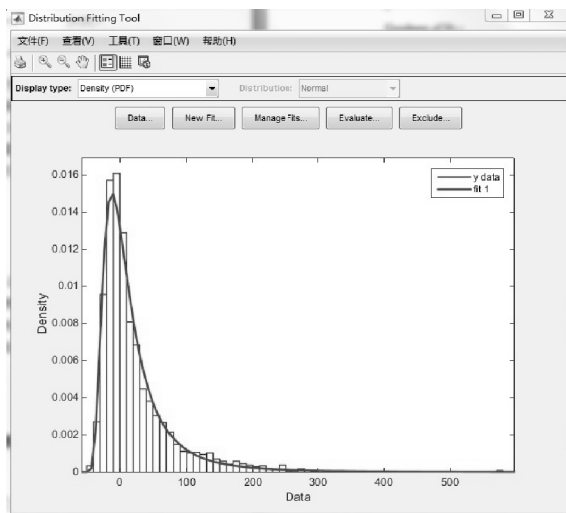 Distribution Fitting Tool
文件(F) 查看(V) 工具(T) 窗口(W) 帮助(H)
Display type: Density (PDF) Distribution: Normal
Data... New Fit... Manage Fits... Evaluate... Exclude...
y data
fit 1
0.016
0.014
0.012
0.01
0.008
0.006
0.004
0.002
0
Density
0 100 200 300 400 500
Data